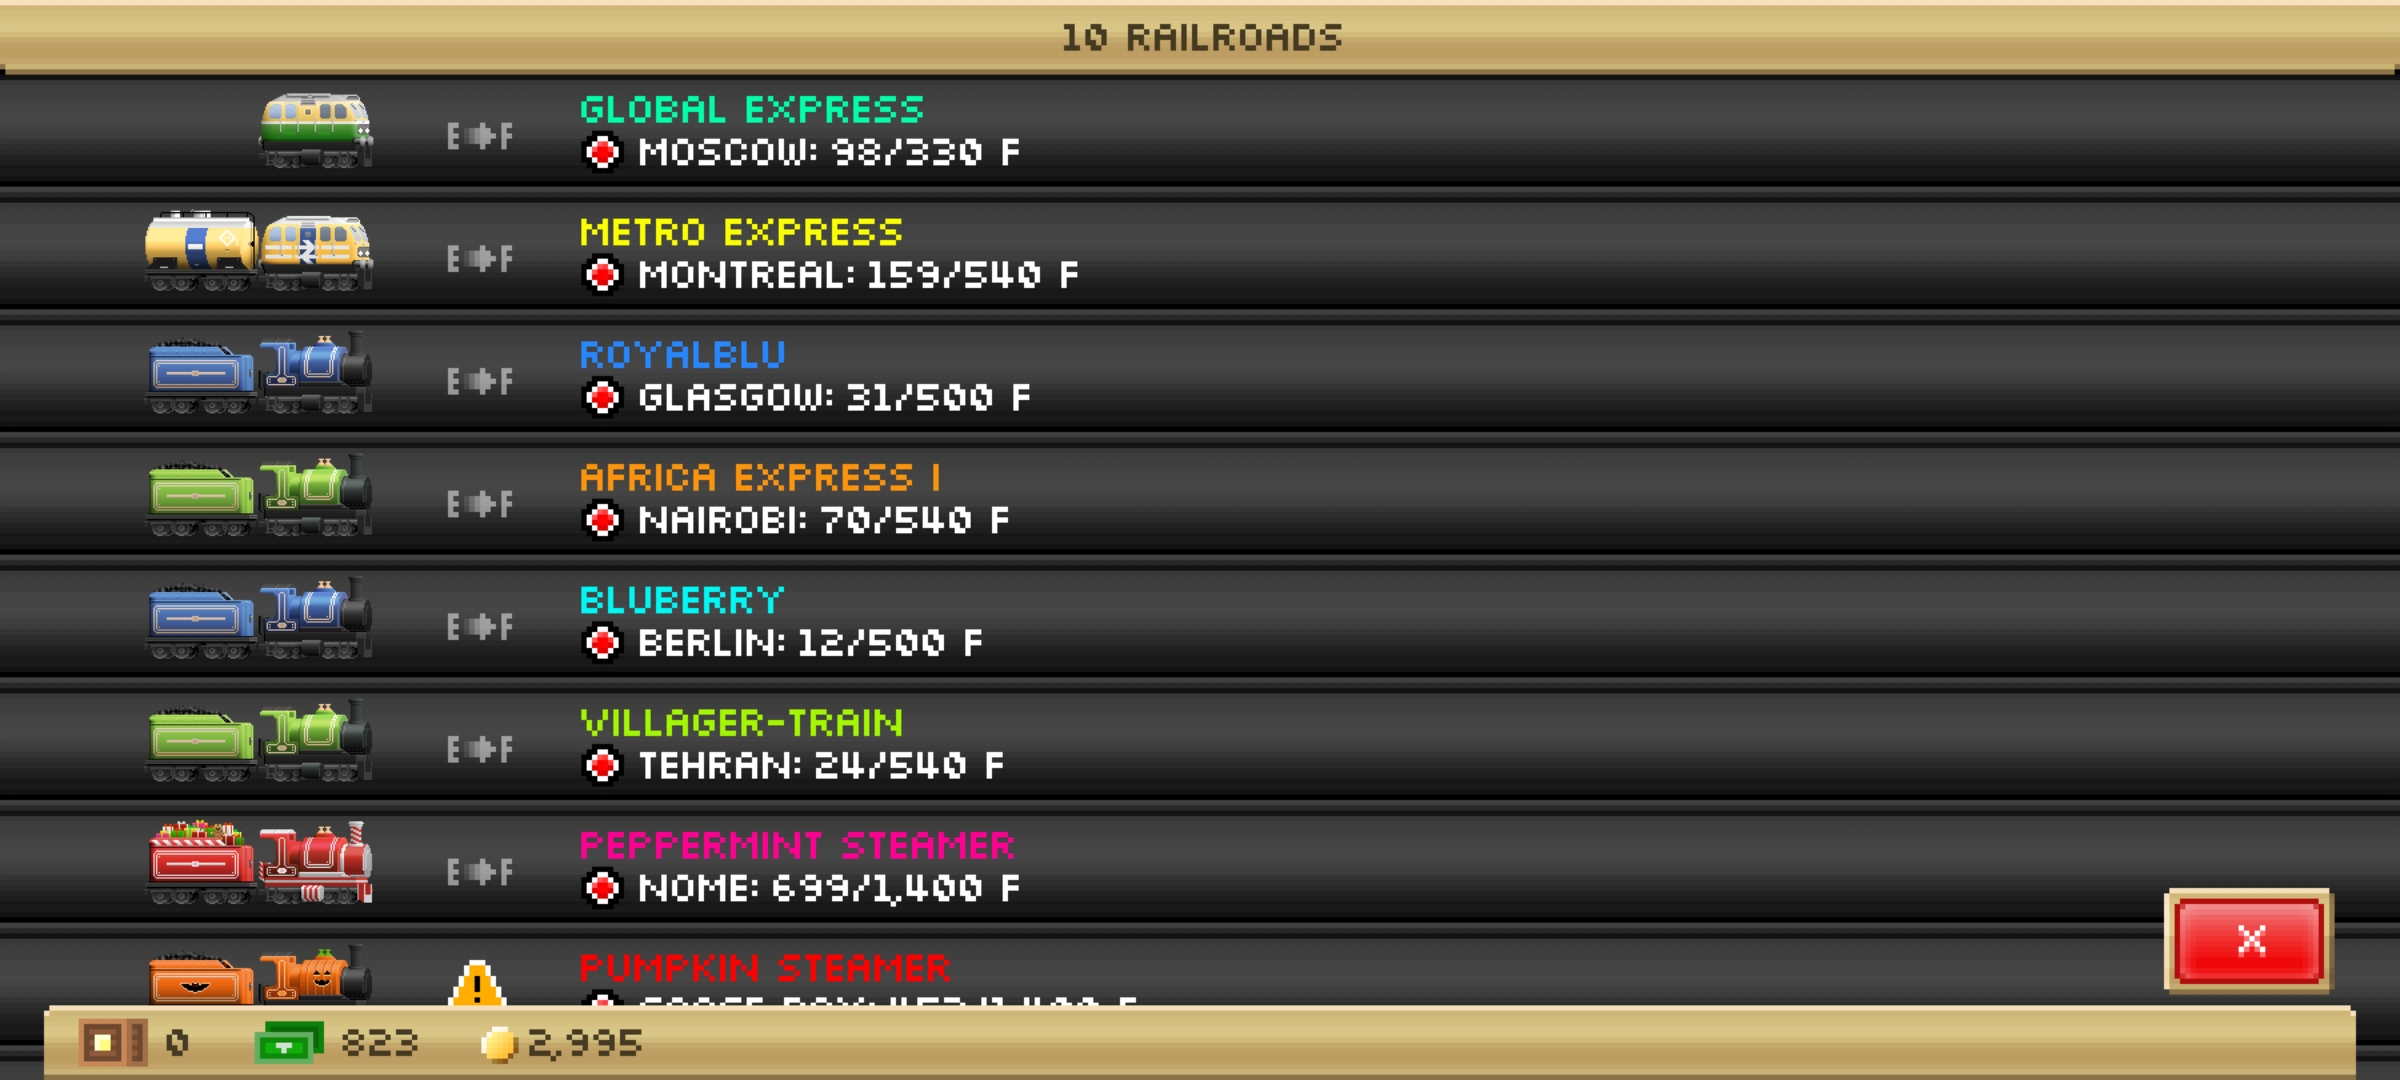 10 RAILROADS
E F
GLOBAL EXPRESS
MOSCOW: 98/330 F
E F
METRO EXPRESS
MONTREAL: 159/540 F
E F
ROYALBLU
GLASGOW: 31/500 F
E F
AFRICA EXPRESS I
NAIROBI: 70/540 F
E F
BLUBERRY
BERLIN: 12/500 F
E F
VILLAGER-TRAIN
TEHRAN: 24/540 F
E F
PEPPERMINT STEAMER
NOME: 699/1,400 F
X
!
PUMPKIN STEAMER
0 823 2,995